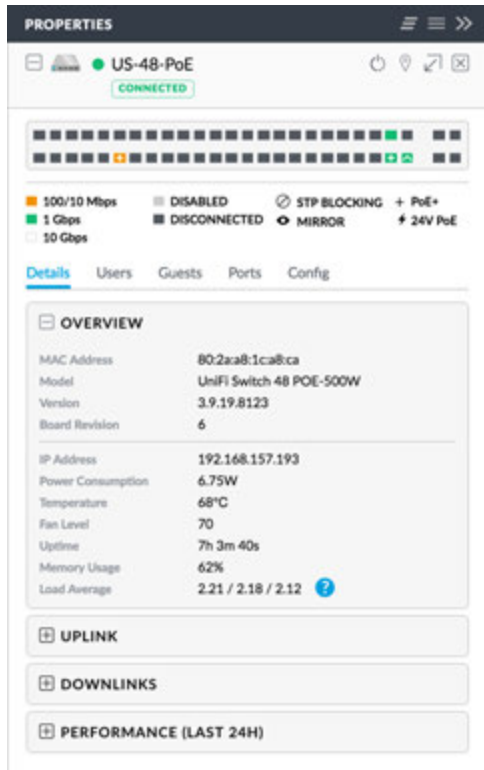 PROPERTIES
US-48-PoE
CONNECTED
100/10 Mbps DISABLED STP BLOCKING + PoE+
1 Gbps DISCONNECTED MIRROR 24V PoE
10 Gbps
Details Users Guests Ports Config
OVERVIEW
MAC Address 80:2a:a8:1c:a8:ca
Model UniFi Switch 48 POE-500W
Version 3.9.19.8123
Board Revision 6
IP Address 192.168.157.193
Power Consumption 6.75W
Temperature 68°C
Fan Level 70
Uptime 7h 3m 40s
Memory Usage 62%
Load Average 2.21 / 2.18 / 2.12 ?
UPLINK
DOWNLINKS
PERFORMANCE (LAST 24H)